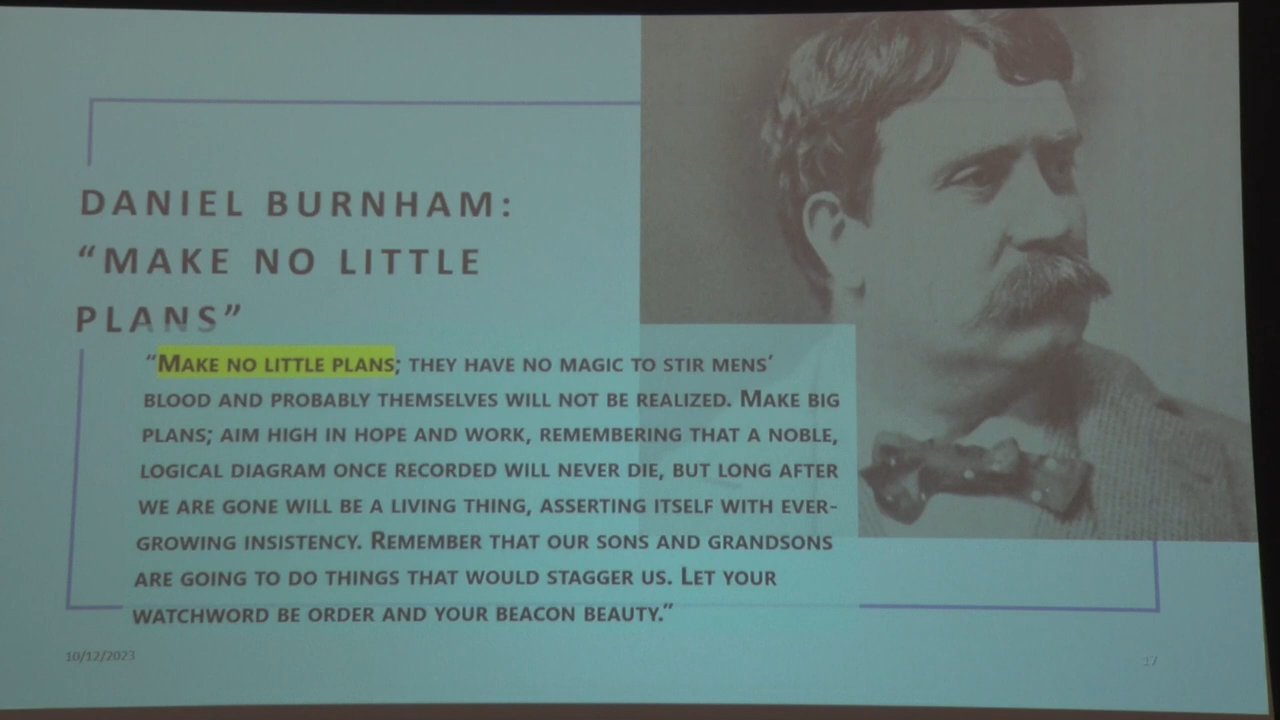 DANIEL BURNHAM:
“MAKE NO LITTLE
PLANS”
“MAKE NO LITTLE PLANS; THEY HAVE NO MAGIC TO STIR MENS’
BLOOD AND PROBABLY THEMSELVES WILL NOT BE REALIZED. MAKE BIG
PLANS; AIM HIGH IN HOPE AND WORK, REMEMBERING THAT A NOBLE,
LOGICAL DIAGRAM ONCE RECORDED WILL NEVER DIE, BUT LONG AFTER
WE ARE GONE WILL BE A LIVING THING, ASSERTING ITSELF WITH EVER-
GROWING INSISTENCY. REMEMBER THAT OUR SONS AND GRANDSONS
ARE GOING TO DO THINGS THAT WOULD STAGGER US. LET YOUR
WATCHWORD BE ORDER AND YOUR BEACON BEAUTY.”
10/12/2023
17